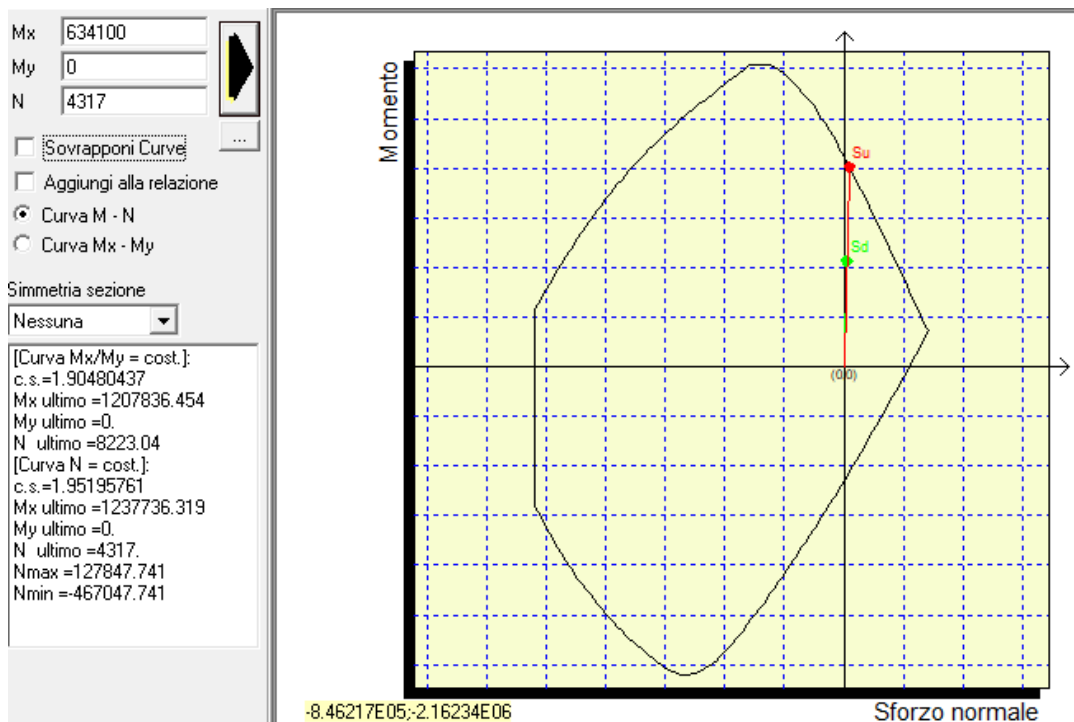 Mx 634100
My 0
N 4317
...
Sovrapponi Curve
Aggiungi alla relazione
Curva M - N
Curva Mx - My
Simmetria sezione
Nessuna
[Curva Mx/My = cost.]:
c.s.=1.90480437
Mx ultimo =1207836.454
My ultimo =0.
N ultimo =8223.04
[Curva N = cost.]:
c.s.=1.95195761
Mx ultimo =1237736.319
My ultimo =0.
N ultimo =4317.
Nmax =127847.741
Nmin =-467047.741
Momento
Su
Sd
(0;0)
-8.46217E05;-2.16234E06
Sforzo normale